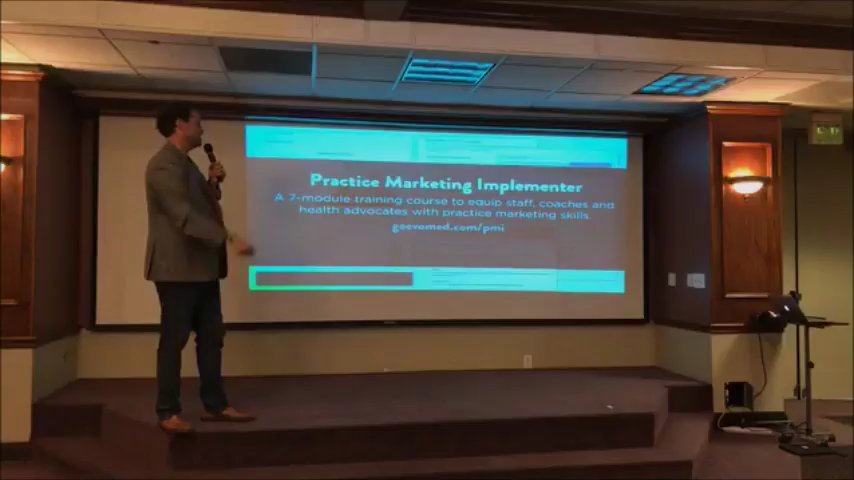 Practice Marketing Implementer
A 7-module training course to equip staff, coaches and
health advocates with practice marketing skills.
goevomed.com/pmi